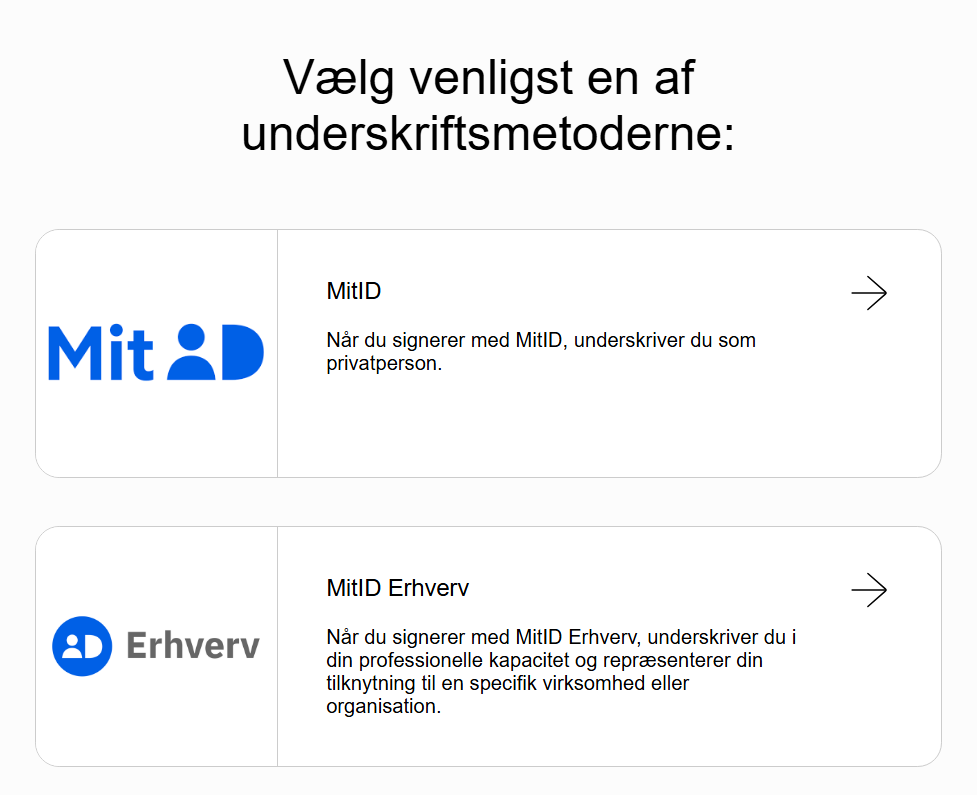 Vælg venligst en af
underskriftsmetoderne:
MitID
MitID
Når du signerer med MitID, underskriver du som
privatperson.
Erhverv
MitID Erhverv
Når du signerer med MitID Erhverv, underskriver du i
din professionelle kapacitet og repræsenterer din
tilknytning til en specifik virksomhed eller
organisation.